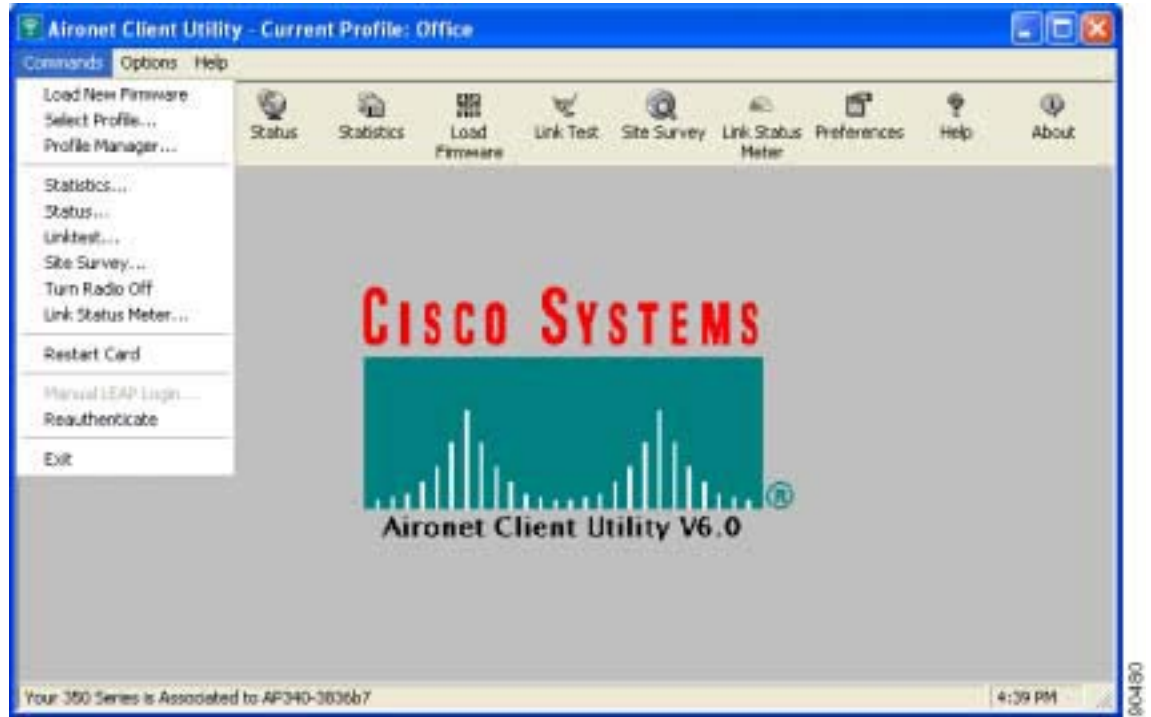 Aironet Client Utility - Current Profile: Office
Commands Options Help
Load New Firmware
Select Profile...
Profile Manager...
Statistics...
Status...
Linktest...
Site Survey...
Turn Radio Off
Link Status Meter...
Restart Card
Manual LEAP Login...
Reauthenticate
Exit
Status
Statistics
Load Firmware
Link Test
Site Survey
Link Status Meter
Preferences
Help
About
CISCO SYSTEMS
®
Aironet Client Utility V6.0
Your 350 Series is Associated to AP340-3836b7
4:39 PM
90480